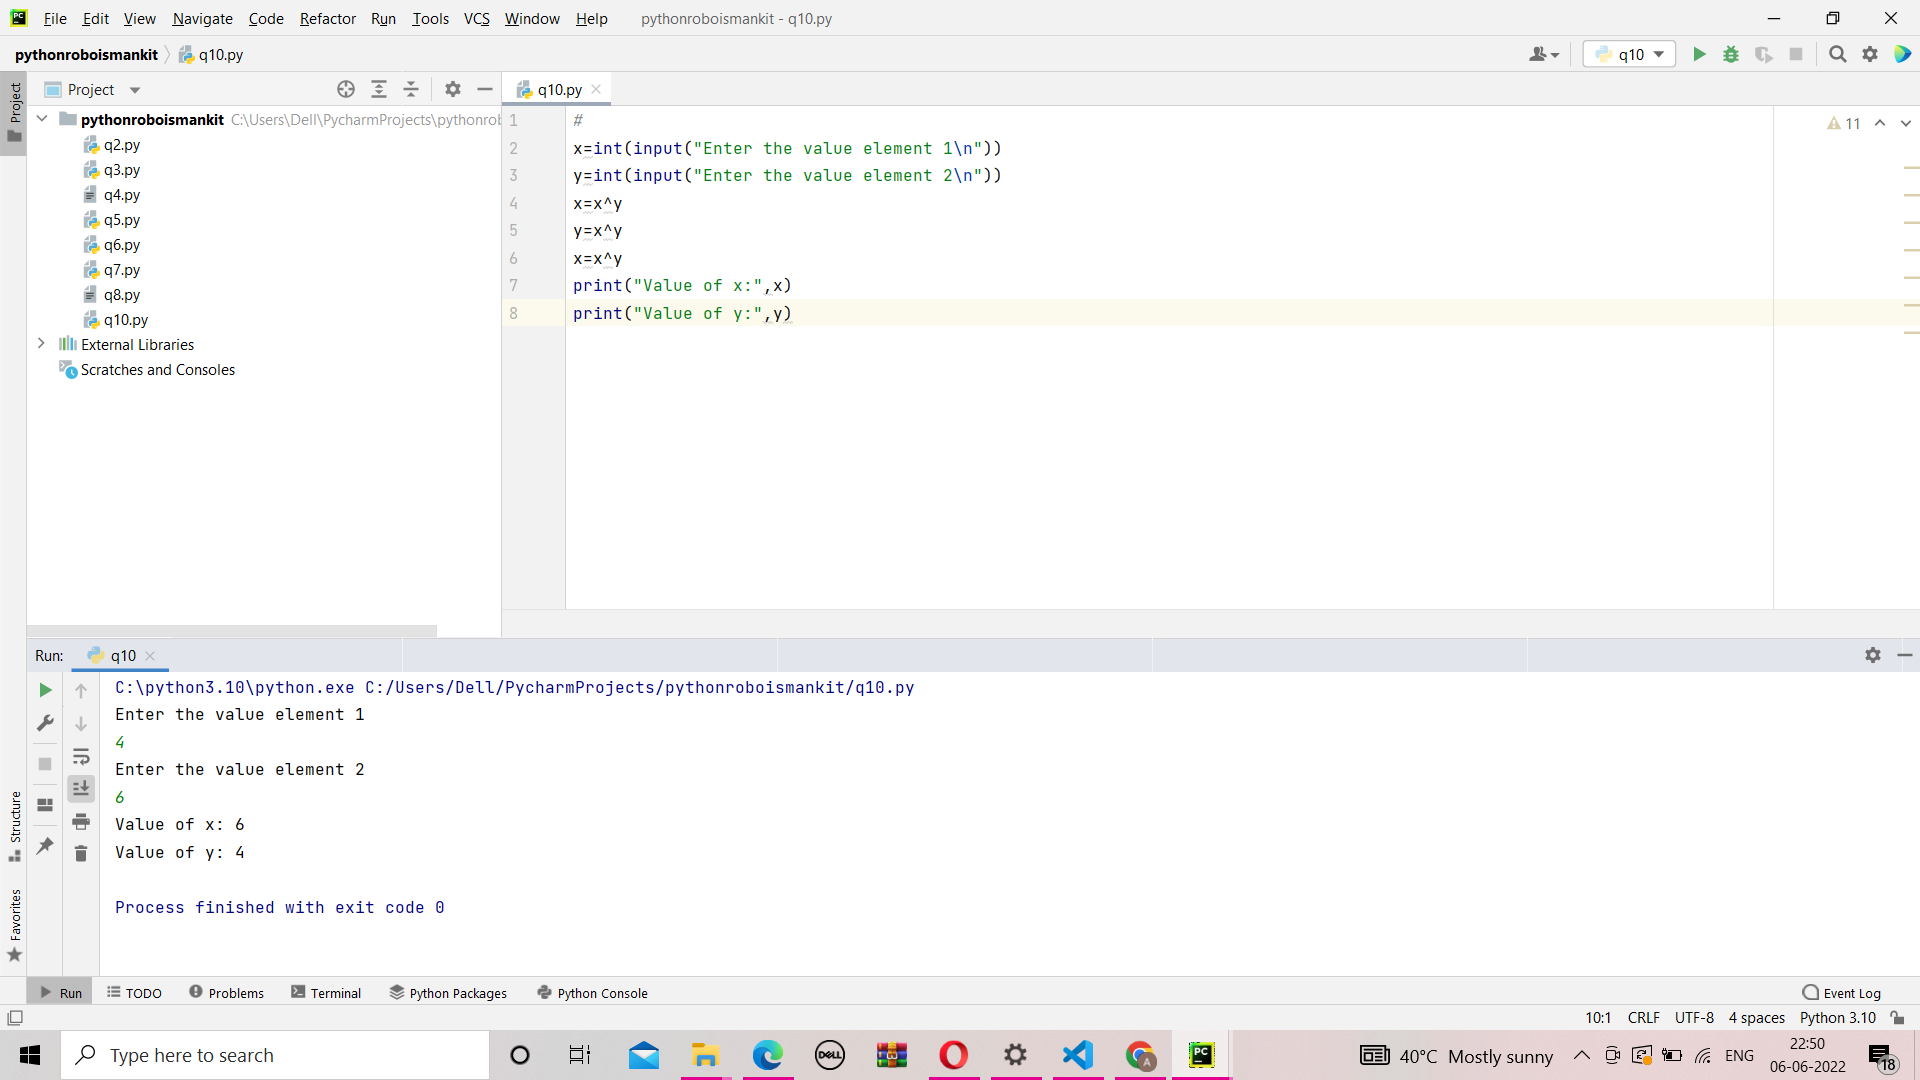 File Edit View Navigate Code Refactor Run Tools VCS Window Help pythonroboismankit - q10.py
pythonroboismankit q10.py q10
Project
Project
q10.py
pythonroboismankit C:\Users\Dell\PycharmProjects\pythonrob
q2.py
q3.py
q4.py
q5.py
q6.py
q7.py
q8.py
q10.py
External Libraries
Scratches and Consoles
1 #
2 x=int(input("Enter the value element 1\n"))
3 y=int(input("Enter the value element 2\n"))
4 x=x^y
5 y=x^y
6 x=x^y
7 print("Value of x:",x)
8 print("Value of y:",y)
11
Run: q10
C:\python3.10\python.exe C:/Users/Dell/PycharmProjects/pythonroboismankit/q10.py
Enter the value element 1
4
Enter the value element 2
6
Value of x: 6
Value of y: 4
Process finished with exit code 0
Structure
Favorites
Run TODO Problems Terminal Python Packages Python Console Event Log
10:1 CRLF UTF-8 4 spaces Python 3.10
Type here to search
DELL
A
PC
40°C Mostly sunny
ENG
22:50
06-06-2022
18
PC